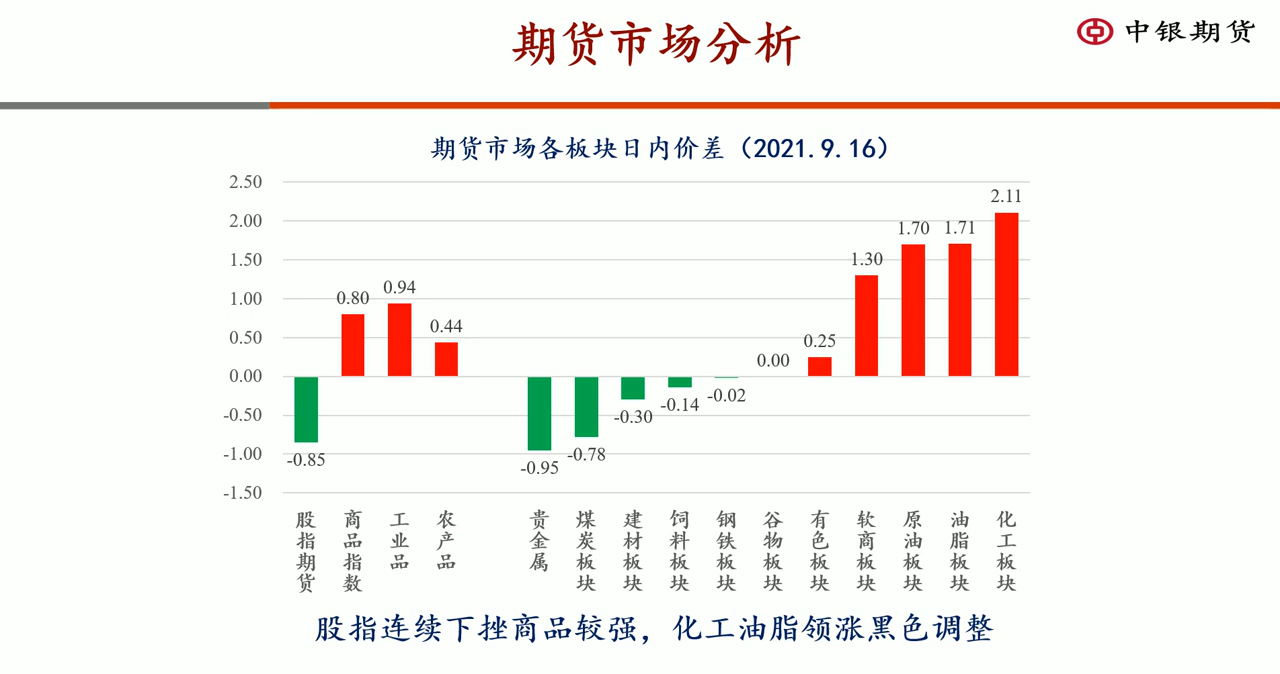 期货市场分析
中银期货
期货市场各板块日内价差（2021.9.16）
2.50
2.00
1.50
1.00
0.50
0.00
-0.50
-1.00
-1.50
-0.85
0.80
0.94
0.44
-0.95
-0.78
-0.30
-0.14
-0.02
0.00
0.25
1.30
1.70
1.71
2.11
股指期货
商品指数
工业品
农产品
贵金属
煤炭板块
建材板块
饲料板块
钢铁板块
谷物板块
有色板块
软商板块
原油板块
油脂板块
化工板块
股指连续下挫商品较强，化工油脂领涨黑色调整